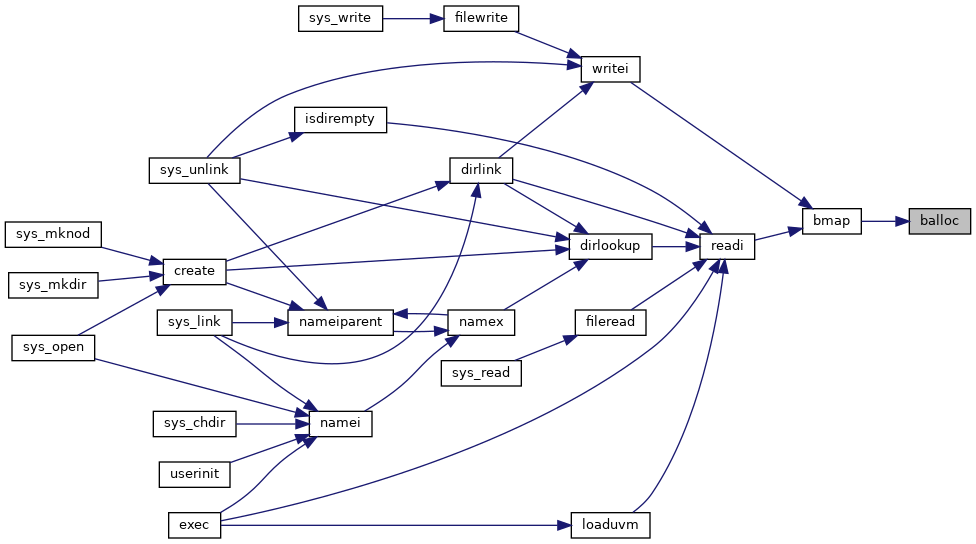 sys_write
filewrite
writei
isdirempty
sys_unlink
dirlink
balloc
bmap
sys_mknod
dirlookup
readi
create
sys_mkdir
sys_link
nameiparent
namex
fileread
sys_open
sys_read
sys_chdir
namei
userinit
exec
loaduvm